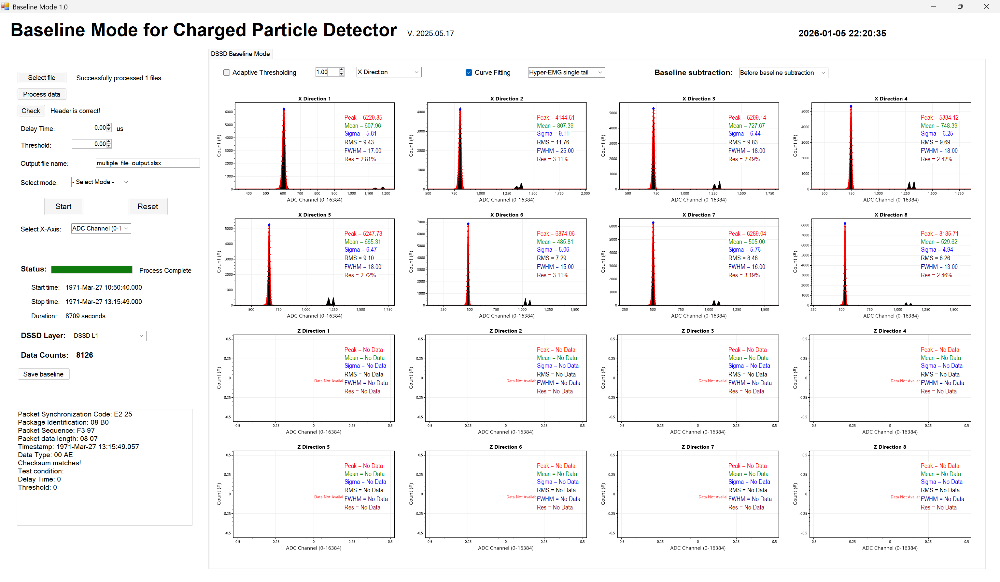 Baseline Mode 1.0
Baseline Mode for Charged Particle Detector V. 2025.05.17
2026-01-05 22:20:35
Select file Successfully processed 1 files.
Process data
Check Header is correct!
Delay Time: 0.00 us
Threshold: 0.00
Output file name: multiple_file_output.xlsx
Select mode: - Select Mode -
Start Reset
Select X-Axis: ADC Channel (0-1
Status: Process Complete
Start time: 1971-Mar-27 10:50:40.000
Stop time: 1971-Mar-27 13:15:49.000
Duration: 8709 seconds
DSSD Layer: DSSD L1
Data Counts: 8126
Save baseline
Packet Synchronization Code: E2 25
Package Identification: 08 B0
Packet Sequence: F3 97
Packet data length: 08 07
Timestamp: 1971-Mar-27 13:15:49.057
Data Type: 00 AE
Checksum matches!
Test condition:
Delay Time: 0
Threshold: 0
DSSD Baseline Mode
Adaptive Thresholding 1.00 X Direction Curve Fitting Hyper-EMG single tail Baseline subtraction: Before baseline subtraction
X Direction 1
Count (#)
6000
5000
4000
3000
2000
1000
0
Peak = 6229.85
Mean = 607.96
Sigma = 5.81
RMS = 9.43
FWHM = 17.00
Res = 2.81%
400 500 600 700 800 900 1,000 1,100 1,200
ADC Channel (0-16384)
X Direction 2
Count (#)
4000
3000
2000
1000
0
Peak = 4144.61
Mean = 807.39
Sigma = 9.11
RMS = 11.76
FWHM = 25.00
Res = 3.11%
500 750 1,000 1,250 1,500 1,750 2,000
ADC Channel (0-16384)
X Direction 3
Count (#)
5000
4000
3000
2000
1000
0
Peak = 5299.14
Mean = 727.67
Sigma = 6.44
RMS = 9.83
FWHM = 18.00
Res = 2.49%
500 750 1,000 1,250 1,500 1,750
ADC Channel (0-16384)
X Direction 4
Count (#)
5000
4000
3000
2000
1000
0
Peak = 5334.12
Mean = 748.39
Sigma = 6.25
RMS = 9.69
FWHM = 18.00
Res = 2.42%
500 750 1,000 1,250 1,500 1,750
ADC Channel (0-16384)
X Direction 5
Count (#)
5000
4000
3000
2000
1000
0
Peak = 5247.78
Mean = 665.31
Sigma = 6.47
RMS = 9.10
FWHM = 18.00
Res = 2.72%
500 750 1,000 1,250 1,500 1,750
ADC Channel (0-16384)
X Direction 6
Count (#)
7000
6000
5000
4000
3000
2000
1000
0
Peak = 6874.96
Mean = 485.81
Sigma = 5.06
RMS = 7.29
FWHM = 15.00
Res = 3.11%
250 500 750 1,000 1,250 1,500
ADC Channel (0-16384)
X Direction 7
Count (#)
6000
5000
4000
3000
2000
1000
0
Peak = 6289.04
Mean = 505.00
Sigma = 5.76
RMS = 8.48
FWHM = 16.00
Res = 3.19%
250 500 750 1,000 1,250 1,500
ADC Channel (0-16384)
X Direction 8
Count (#)
8000
7000
6000
5000
4000
3000
2000
1000
0
Peak = 8185.71
Mean = 529.62
Sigma = 4.94
RMS = 6.26
FWHM = 13.00
Res = 2.46%
250 500 750 1,000 1,250 1,500
ADC Channel (0-16384)
Z Direction 1
Count (#)
0.5
0.25
0
-0.25
-0.5
Peak = No Data
Mean = No Data
Sigma = No Data
RMS = No Data
Data Not Availab
FWHM = No Data
Res = No Data
-0.5 -0.25 0 0.25 0.5
ADC Channel (0-16384)
Z Direction 2
Count (#)
0.5
0.25
0
-0.25
-0.5
Peak = No Data
Mean = No Data
Sigma = No Data
RMS = No Data
Data Not Availab
FWHM = No Data
Res = No Data
-0.5 -0.25 0 0.25 0.5
ADC Channel (0-16384)
Z Direction 3
Count (#)
0.5
0.25
0
-0.25
-0.5
Peak = No Data
Mean = No Data
Sigma = No Data
RMS = No Data
Data Not Availab
FWHM = No Data
Res = No Data
-0.5 -0.25 0 0.25 0.5
ADC Channel (0-16384)
Z Direction 4
Count (#)
0.5
0.25
0
-0.25
-0.5
Peak = No Data
Mean = No Data
Sigma = No Data
RMS = No Data
Data Not Availab
FWHM = No Data
Res = No Data
-0.5 -0.25 0 0.25 0.5
ADC Channel (0-16384)
Z Direction 5
Count (#)
0.5
0.25
0
-0.25
-0.5
Peak = No Data
Mean = No Data
Sigma = No Data
RMS = No Data
Data Not Availab
FWHM = No Data
Res = No Data
-0.5 -0.25 0 0.25 0.5
ADC Channel (0-16384)
Z Direction 6
Count (#)
0.5
0.25
0
-0.25
-0.5
Peak = No Data
Mean = No Data
Sigma = No Data
RMS = No Data
Data Not Availab
FWHM = No Data
Res = No Data
-0.5 -0.25 0 0.25 0.5
ADC Channel (0-16384)
Z Direction 7
Count (#)
0.5
0.25
0
-0.25
-0.5
Peak = No Data
Mean = No Data
Sigma = No Data
RMS = No Data
Data Not Availab
FWHM = No Data
Res = No Data
-0.5 -0.25 0 0.25 0.5
ADC Channel (0-16384)
Z Direction 8
Count (#)
0.5
0.25
0
-0.25
-0.5
Peak = No Data
Mean = No Data
Sigma = No Data
RMS = No Data
Data Not Availab
FWHM = No Data
Res = No Data
-0.5 -0.25 0 0.25 0.5
ADC Channel (0-16384)